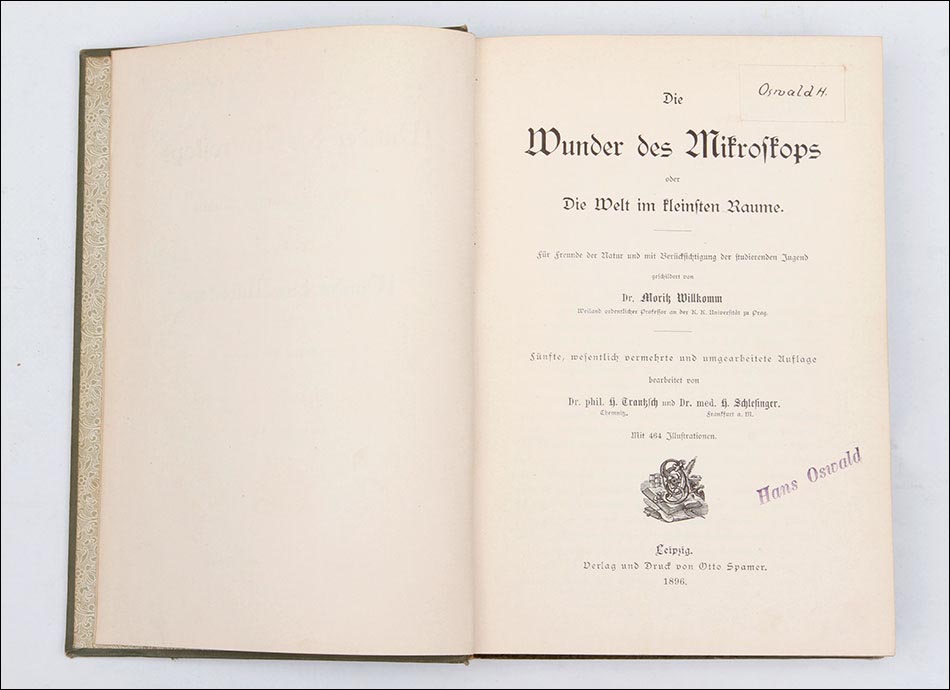 Oswald H.
Die
Wunder des Mikroſkops
oder
Die Welt im kleinſten Raume.
Für Freunde der Natur und mit Berückſichtigung der ſtudierenden Jugend
geſchildert von
Dr. Moritz Willkomm
Weiland ordentlicher Profeſſor an der K. K. Univerſität zu Prag.
Fünfte, weſentlich vermehrte und umgearbeitete Auflage
bearbeitet von
Dr. phil. H. Trautzſch und Dr. med. H. Schleſinger,
Chemnitz. Frankfurt a. M.
Mit 464 Illuſtrationen.
Hans Oswald
Leipzig.
Verlag und Druck von Otto Spamer.
1896.